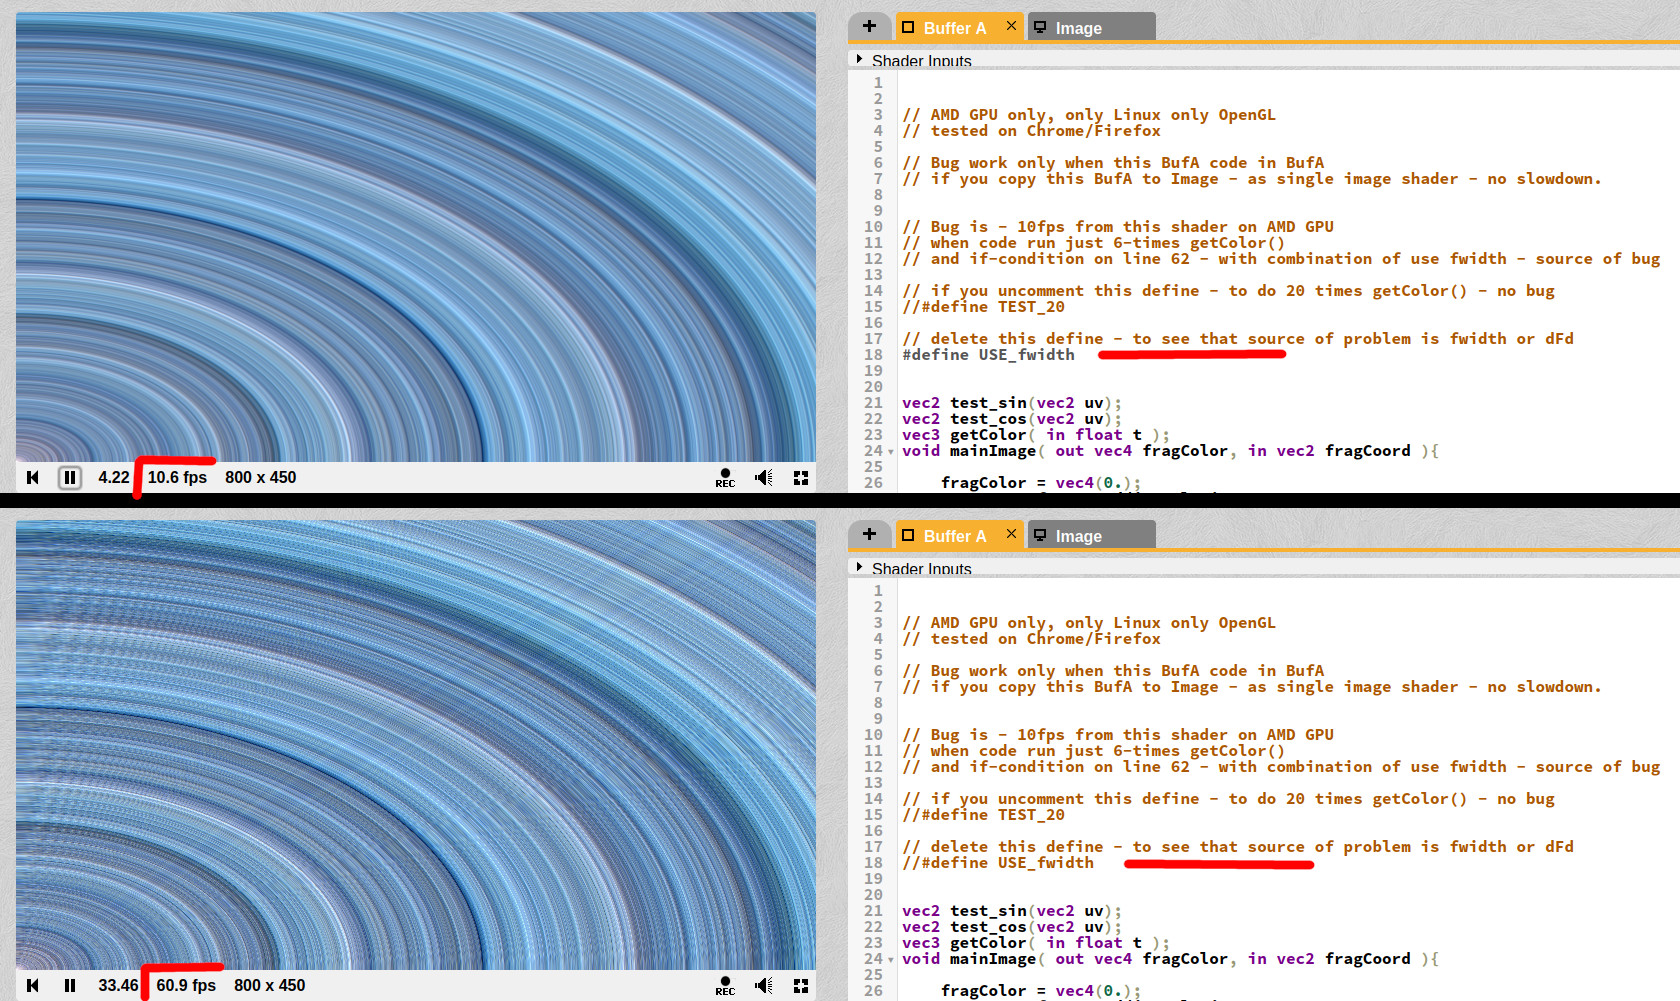 + Buffer A × Image
Shader Inputs
1
2
3 // AMD GPU only, only Linux only OpenGL
4 // tested on Chrome/Firefox
5
6 // Bug work only when this BufA code in BufA
7 // if you copy this BufA to Image - as single image shader - no slowdown.
8
9
10 // Bug is - 10fps from this shader on AMD GPU
11 // when code run just 6-times getColor()
12 // and if-condition on line 62 - with combination of use fwidth - source of bug
13
14 // if you uncomment this define - to do 20 times getColor() - no bug
15 //#define TEST_20
16
17 // delete this define - to see that source of problem is fwidth or dFd
18 #define USE_fwidth
19
20
21 vec2 test_sin(vec2 uv);
22 vec2 test_cos(vec2 uv);
23 vec3 getColor( in float t );
24 void mainImage( out vec4 fragColor, in vec2 fragCoord ){
25
26 fragColor = vec4(0.);
4.22 10.6 fps 800 x 450 REC
+ Buffer A × Image
Shader Inputs
1
2
3 // AMD GPU only, only Linux only OpenGL
4 // tested on Chrome/Firefox
5
6 // Bug work only when this BufA code in BufA
7 // if you copy this BufA to Image - as single image shader - no slowdown.
8
9
10 // Bug is - 10fps from this shader on AMD GPU
11 // when code run just 6-times getColor()
12 // and if-condition on line 62 - with combination of use fwidth - source of bug
13
14 // if you uncomment this define - to do 20 times getColor() - no bug
15 //#define TEST_20
16
17 // delete this define - to see that source of problem is fwidth or dFd
18 //#define USE_fwidth
19
20
21 vec2 test_sin(vec2 uv);
22 vec2 test_cos(vec2 uv);
23 vec3 getColor( in float t );
24 void mainImage( out vec4 fragColor, in vec2 fragCoord ){
25
26 fragColor = vec4(0.);
33.46 60.9 fps 800 x 450 REC